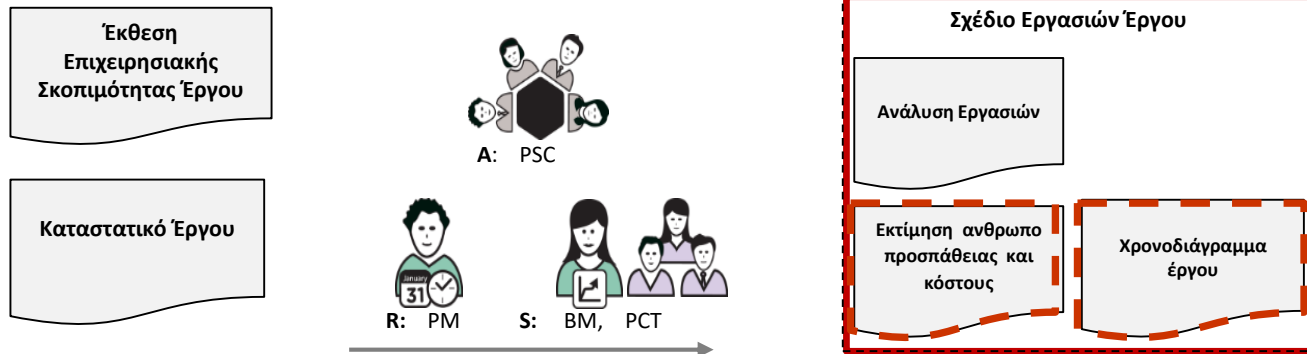 Έκθεση
Επιχειρησιακής
Σκοπιμότητας Έργου
Καταστατικό Έργου
A: PSC
January
31
R: PM
S: BM, PCT
Σχέδιο Εργασιών Έργου
Ανάλυση Εργασιών
Εκτίμηση ανθρωπο
προσπάθειας και
κόστους
Χρονοδιάγραμμα
έργου